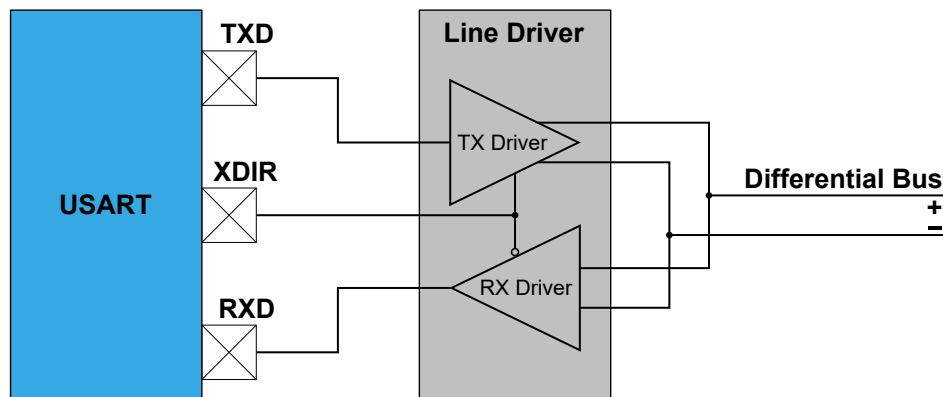 TXD
Line Driver
TX Driver
XDIR
USART
Differential Bus
+
−
RX Driver
RXD